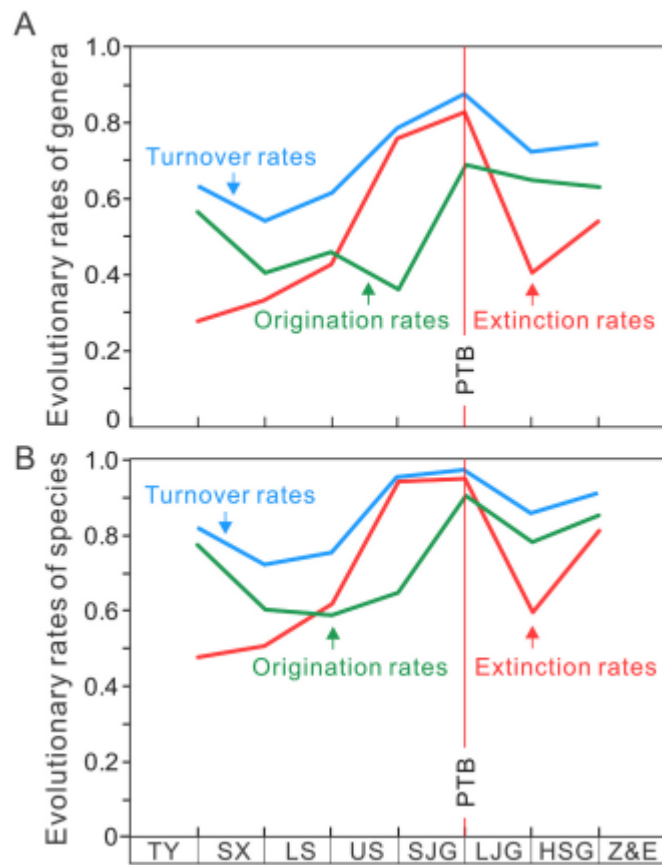 A
Evolutionary rates of genera
1.0
0.8
0.6
0.4
0.2
0
Turnover rates
Origination rates
Extinction rates
PTB
B
Evolutionary rates of species
1.0
0.8
0.6
0.4
0.2
0
Turnover rates
Origination rates
Extinction rates
PTB
TY SX LS US SJG LJG HSG Z&E